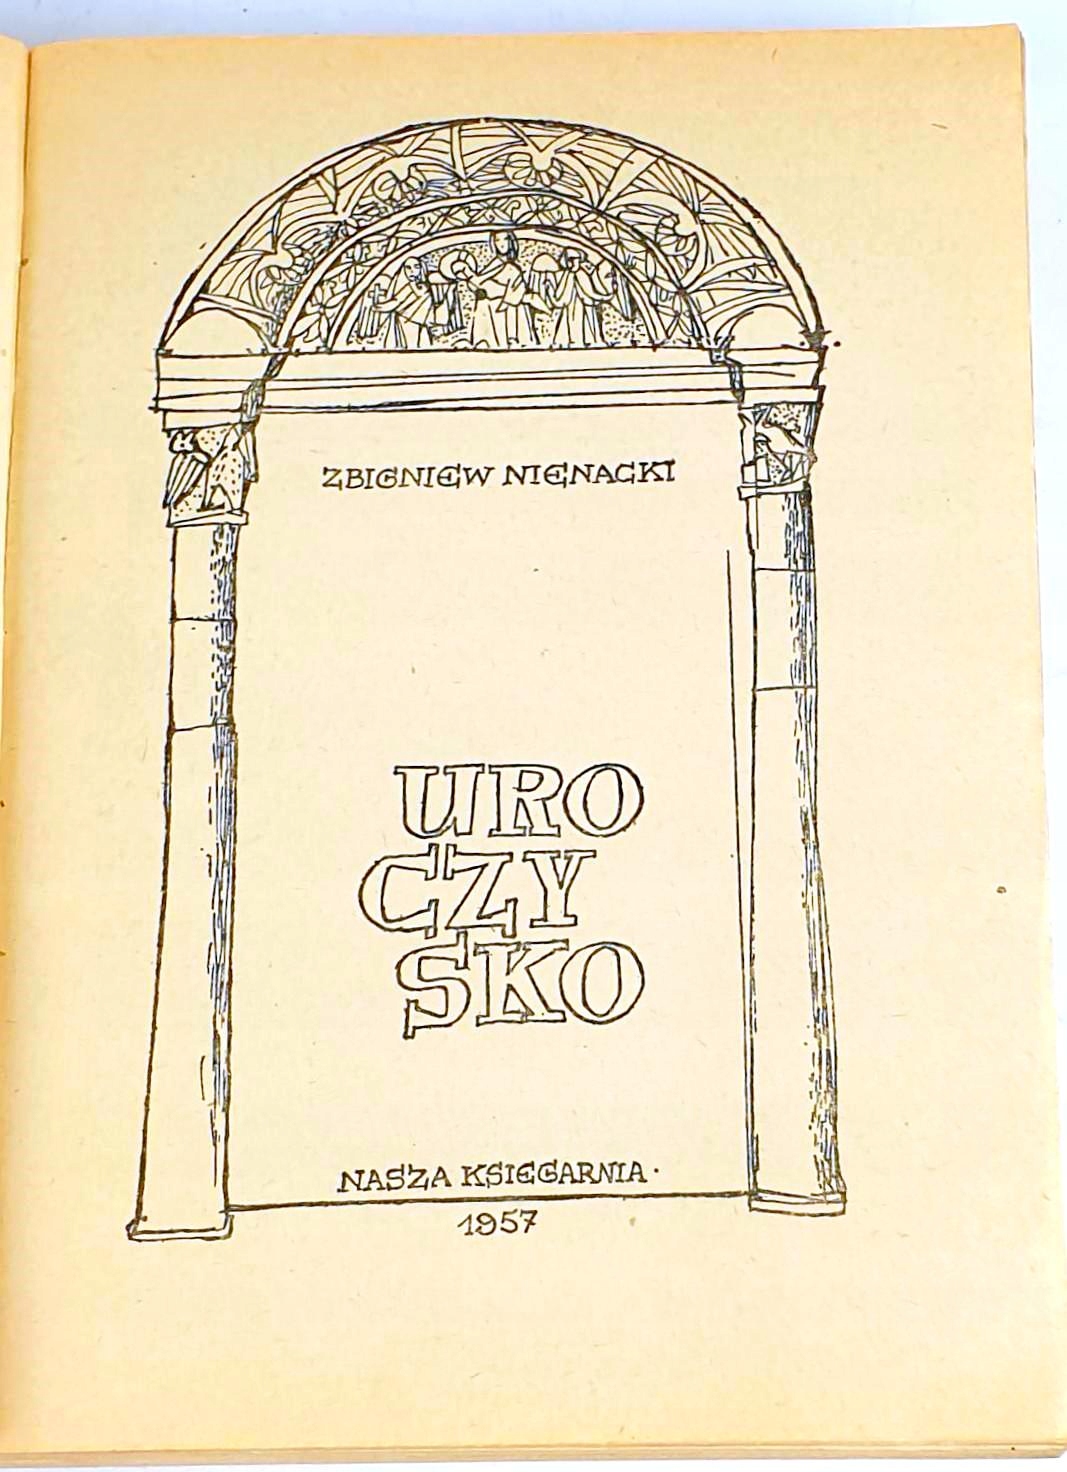 ZBIGNIEW NIENACKI
URO
CZY
SKO
NASZA KSIĘGARNIA.
1957